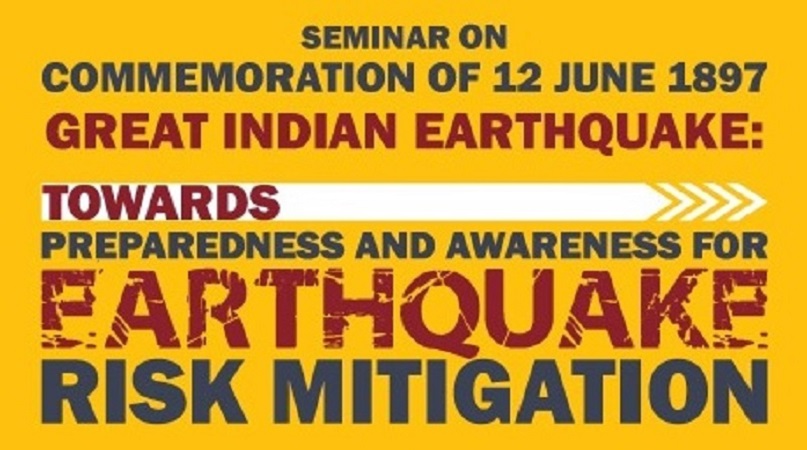 SEMINAR ON
COMMEMORATION OF 12 JUNE 1897
GREAT INDIAN EARTHQUAKE:
TOWARDS
PREPAREDNESS AND AWARENESS FOR
EARTHQUAKE
RISK MITIGATION